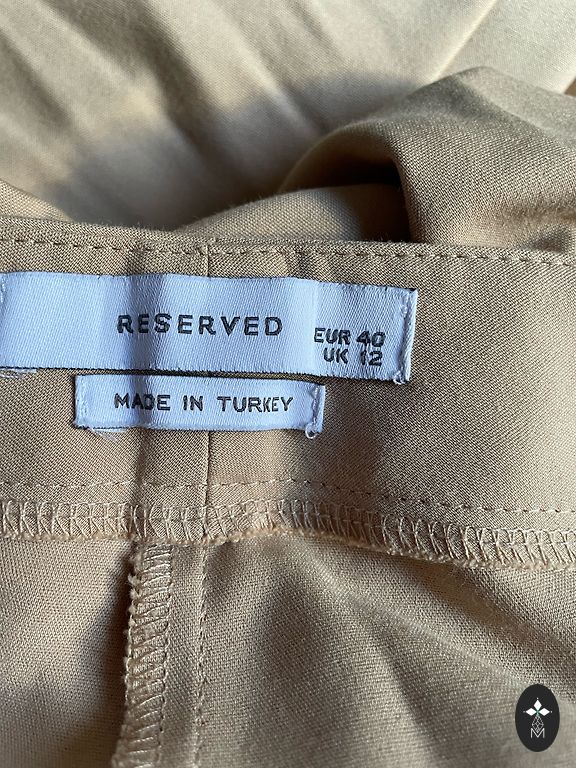 RESERVED
EUR 40
UK 12
MADE IN TURKEY